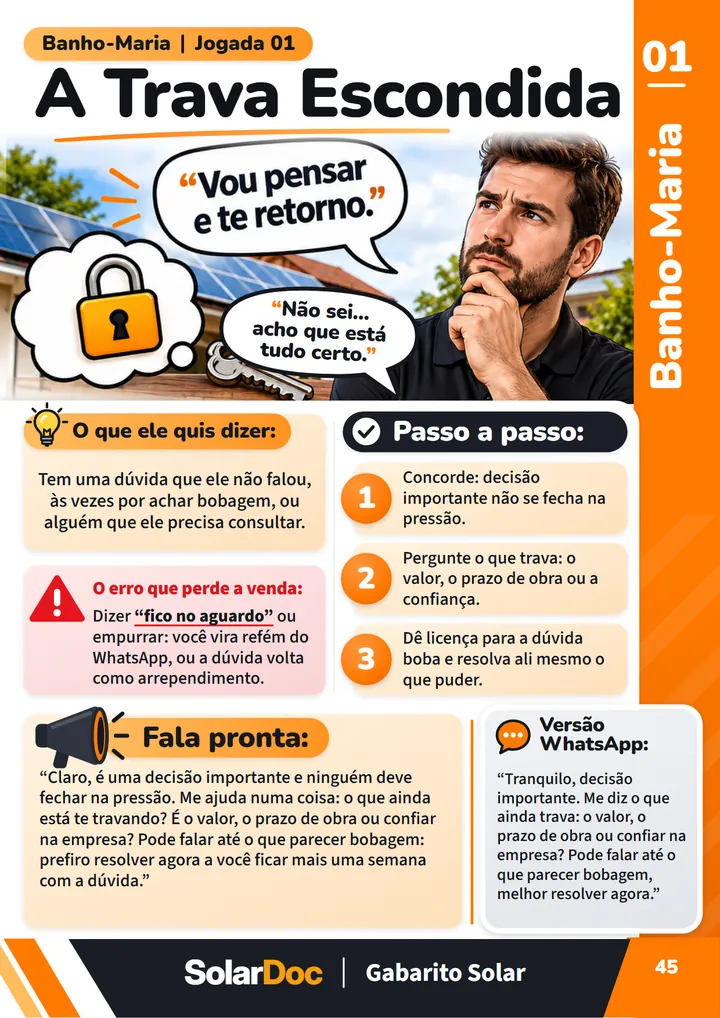 Banho-Maria | Jogada 01
A Trava Escondida
01
Banho-Maria
“Vou pensar
e te retorno.”
“Não sei...
acho que está
tudo certo.”
O que ele quis dizer:
Tem uma dúvida que ele não falou,
às vezes por achar bobagem, ou
alguém que ele precisa consultar.
O erro que perde a venda:
Dizer “fico no aguardo” ou
empurrar: você vira refém do
WhatsApp, ou a dúvida volta
como arrependimento.
Passo a passo:
1
Concorde: decisão
importante não se fecha na
pressão.
2
Pergunte o que trava: o
valor, o prazo de obra ou a
confiança.
3
Dê licença para a dúvida
boba e resolva ali mesmo o
que puder.
Fala pronta:
“Claro, é uma decisão importante e ninguém deve
fechar na pressão. Me ajuda numa coisa: o que ainda
está te travando? É o valor, o prazo de obra ou confiar
na empresa? Pode falar até o que parecer bobagem:
prefiro resolver agora a você ficar mais uma semana
com a dúvida.”
Versão
WhatsApp:
“Tranquilo, decisão
importante. Me diz o que
ainda trava: o valor, o
prazo de obra ou confiar na
empresa? Pode falar até o
que parecer bobagem,
melhor resolver agora.”
SolarDoc | Gabarito Solar
45